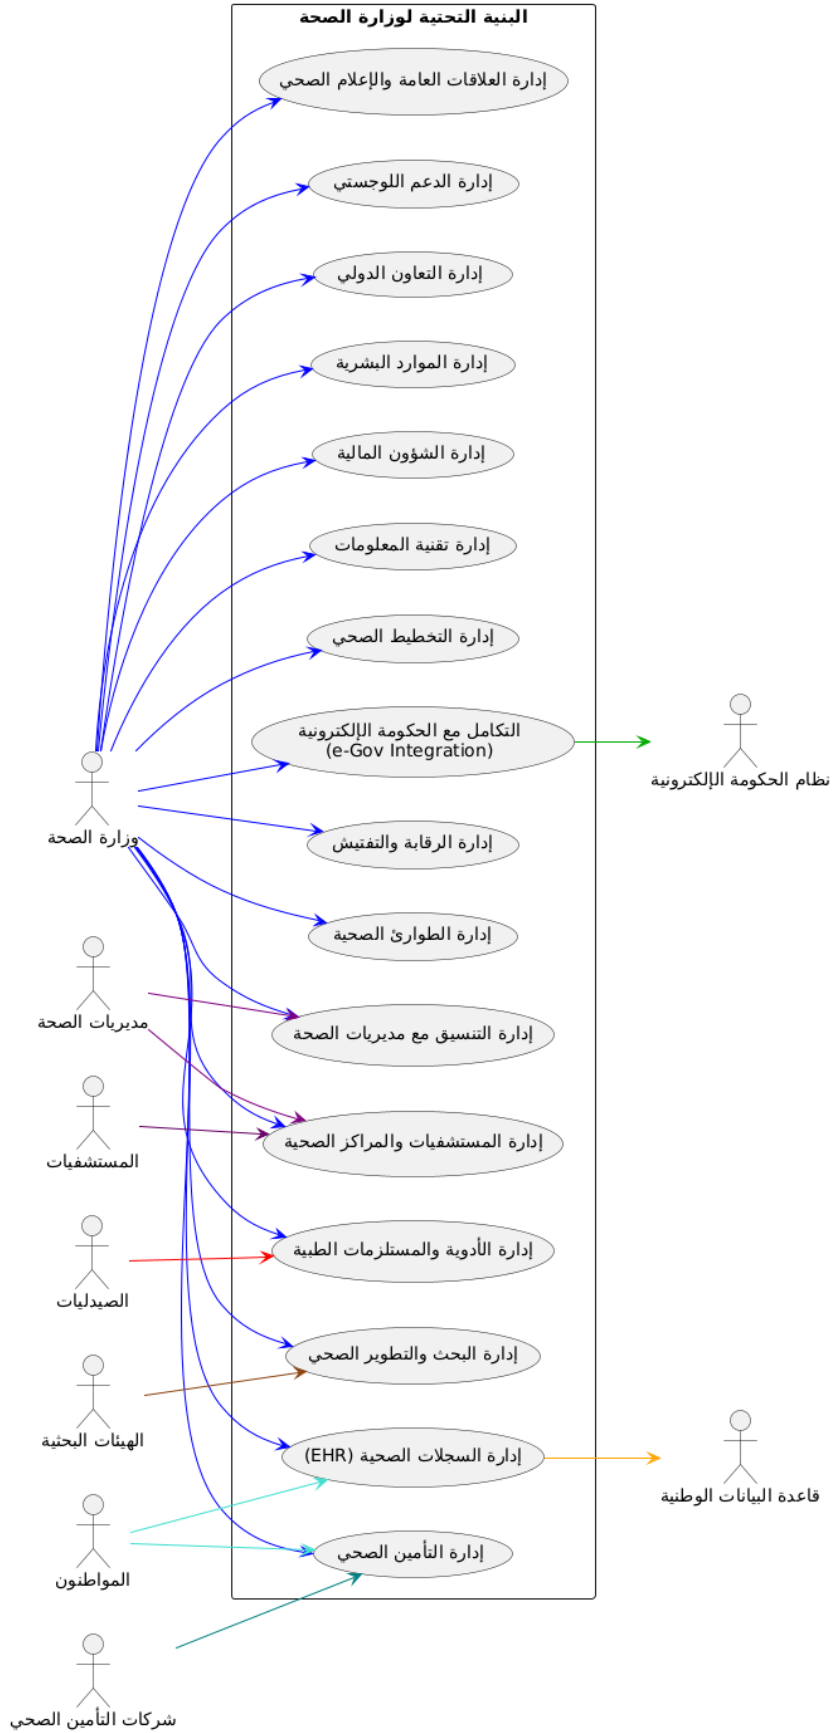 البنية التحتية لوزارة الصحة
إدارة العلاقات العامة والإعلام الصحي
إدارة الدعم اللوجستي
إدارة التعاون الدولي
إدارة الموارد البشرية
إدارة الشؤون المالية
إدارة تقنية المعلومات
إدارة التخطيط الصحي
التكامل مع الحكومة الإلكترونية
(e-Gov Integration)
نظام الحكومة الإلكترونية
وزارة الصحة
إدارة الرقابة والتفتيش
إدارة الطوارئ الصحية
مديريات الصحة
إدارة التنسيق مع مديريات الصحة
إدارة المستشفيات والمراكز الصحية
المستشفيات
إدارة الأدوية والمستلزمات الطبية
الصيدليات
إدارة البحث والتطوير الصحي
الهيئات البحثية
إدارة السجلات الصحية (EHR)
قاعدة البيانات الوطنية
إدارة التأمين الصحي
المواطنون
شركات التأمين الصحي